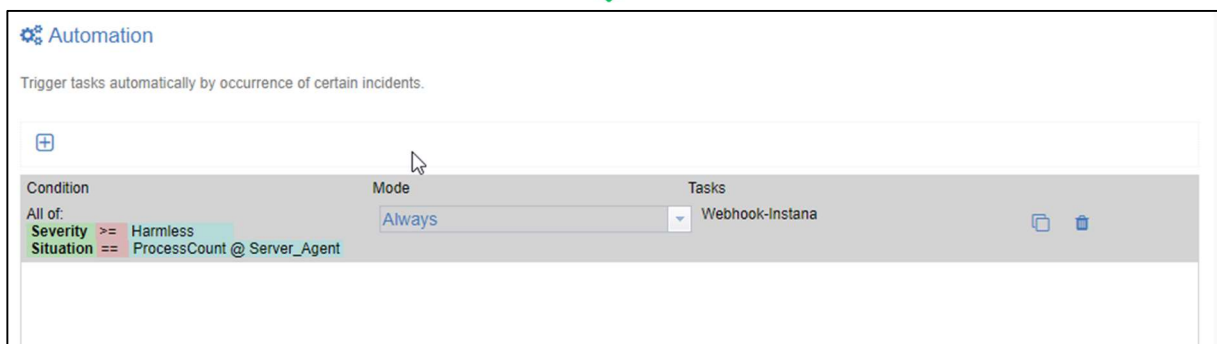 Automation
Trigger tasks automatically by occurrence of certain incidents.
Condition Mode Tasks
All of: Always Webhook-Instana
Severity >= Harmless
Situation == ProcessCount @ Server_Agent